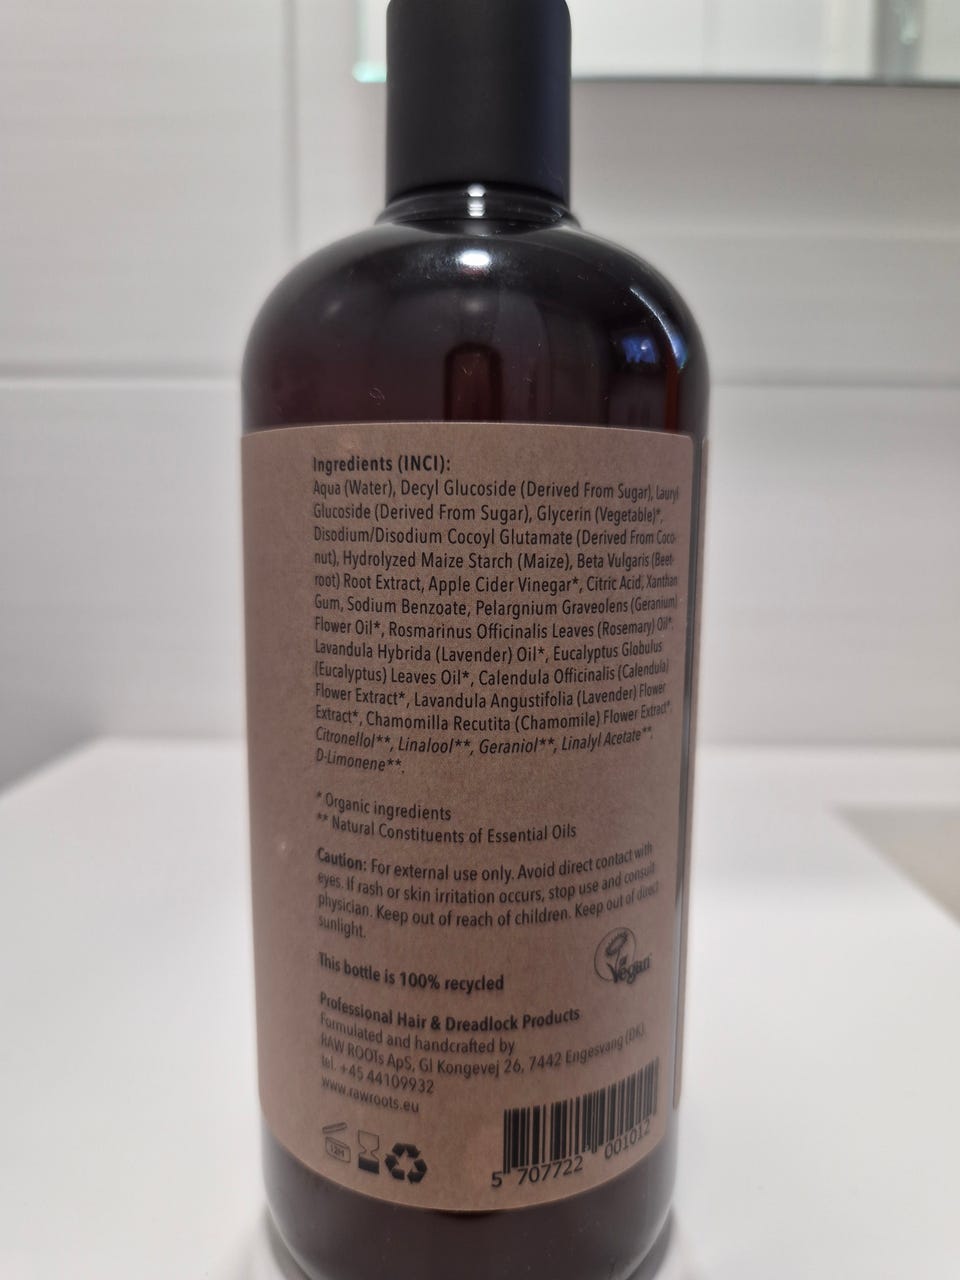 Ingredients (INCI):
Aqua (Water), Decyl Glucoside (Derived From Sugar), Lauryl
Glucoside (Derived From Sugar), Glycerin (Vegetable)*,
Disodium/Disodium Cocoyl Glutamate (Derived From Coco-
nut), Hydrolyzed Maize Starch (Maize), Beta Vulgaris (Beet-
root) Root Extract, Apple Cider Vinegar*, Citric Acid, Xanthan
Gum, Sodium Benzoate, Pelargnium Graveolens (Geranium)
Flower Oil*, Rosmarinus Officinalis Leaves (Rosemary) Oil*,
Lavandula Hybrida (Lavender) Oil*, Eucalyptus Globulus
(Eucalyptus) Leaves Oil*, Calendula Officinalis (Calendula)
Flower Extract*, Lavandula Angustifolia (Lavender) Flower
Extract*, Chamomilla Recutita (Chamomile) Flower Extract*,
Citronellol**, Linalool**, Geraniol**, Linalyl Acetate**,
D-Limonene**.
* Organic ingredients
** Natural Constituents of Essential Oils
Caution: For external use only. Avoid direct contact with
eyes. If rash or skin irritation occurs, stop use and consult
physician. Keep out of reach of children. Keep out of direct
sunlight.
Vegan
This bottle is 100% recycled
Professional Hair & Dreadlock Products
Formulated and handcrafted by
RAW ROOTs ApS, Gl Kongevej 26, 7442 Engesvang (DK),
tel. +45 44109932
www.rawroots.eu
12M
5 707722 001012